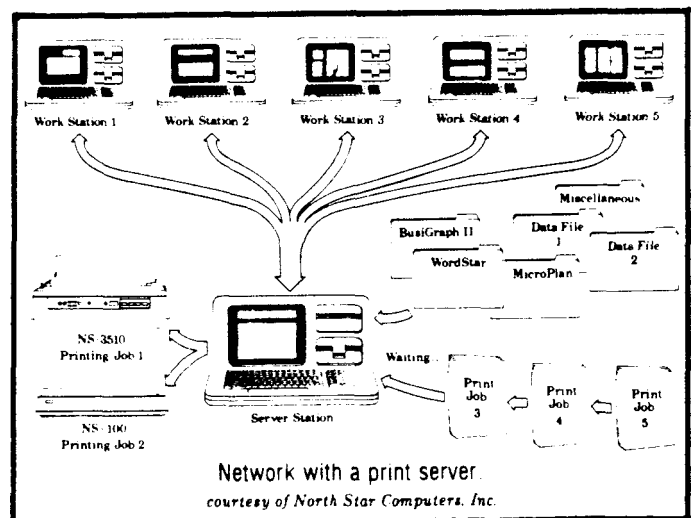 Work Station 1
Work Station 2
Work Station 3
Work Station 4
Work Station 5
Miscellaneous
BusiGraph II
Data File
1
Data File
2
WordStar
MicroPlan
NS-3510
Printing Job 1
NS-100
Printing Job 2
Server Station
Waiting
Print
Job
3
Print
Job
4
Print
Job
5
Network with a print server.
courtesy of North Star Computers, Inc.